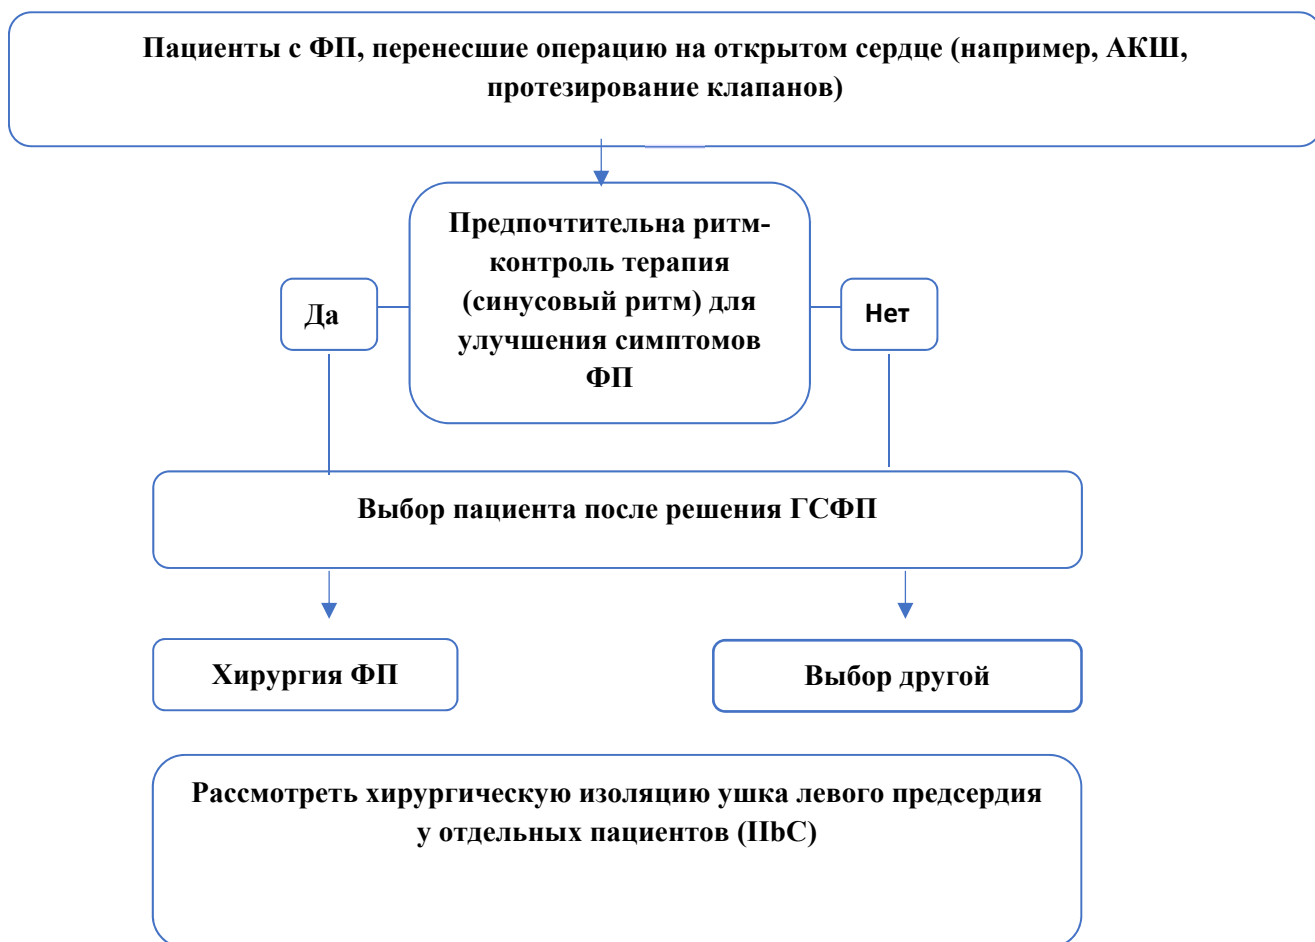 Пациенты с ФП, перенесшие операцию на открытом сердце (например, АКШ,
протезирование клапанов)
Предпочтительна ритм-
контроль терапия
(синусовый ритм) для
улучшения симптомов
ФП
Да
Нет
Выбор пациента после решения ГСФП
Хирургия ФП
Выбор другой
Рассмотреть хирургическую изоляцию ушка левого предсердия
у отдельных пациентов (IIbC)